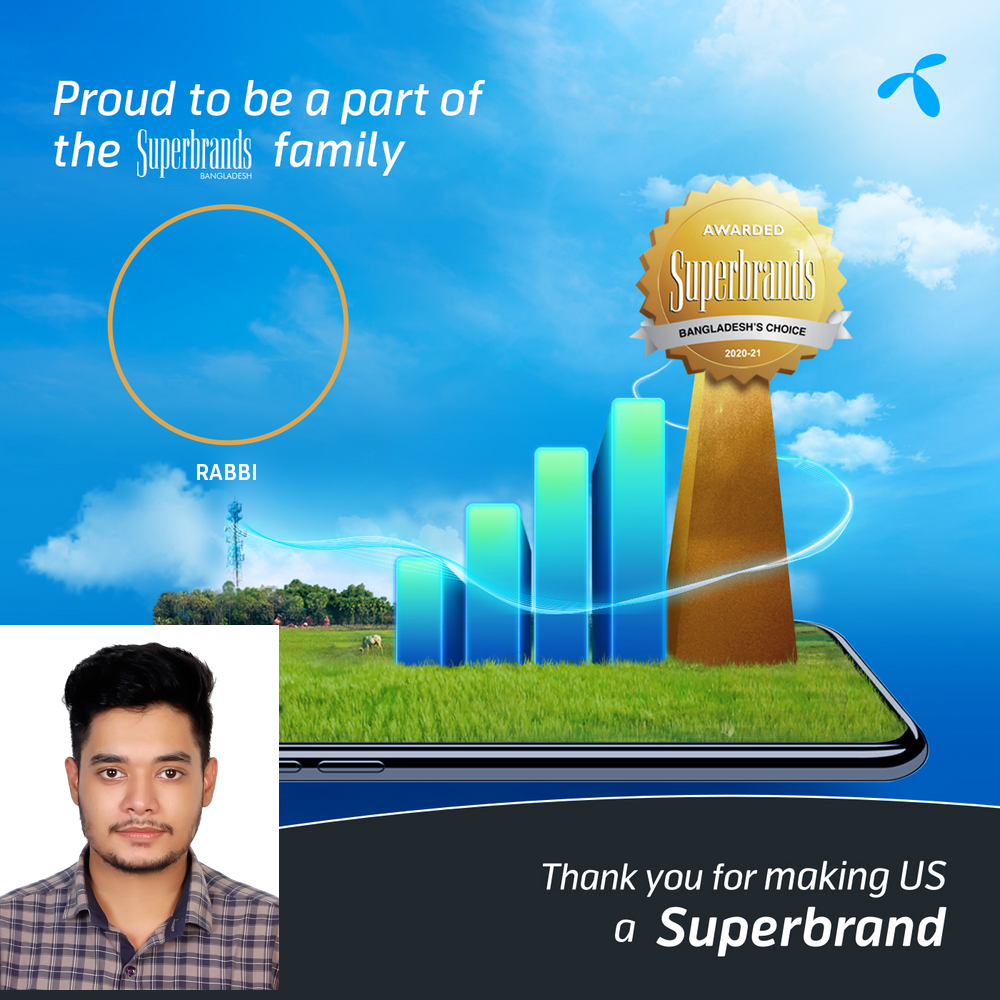 Proud to be a part of
the Superbrands family
BANGLADESH
AWARDED
Superbrands
BANGLADESH'S CHOICE
2020-21
RABBI
Thank you for making US
a Superbrand